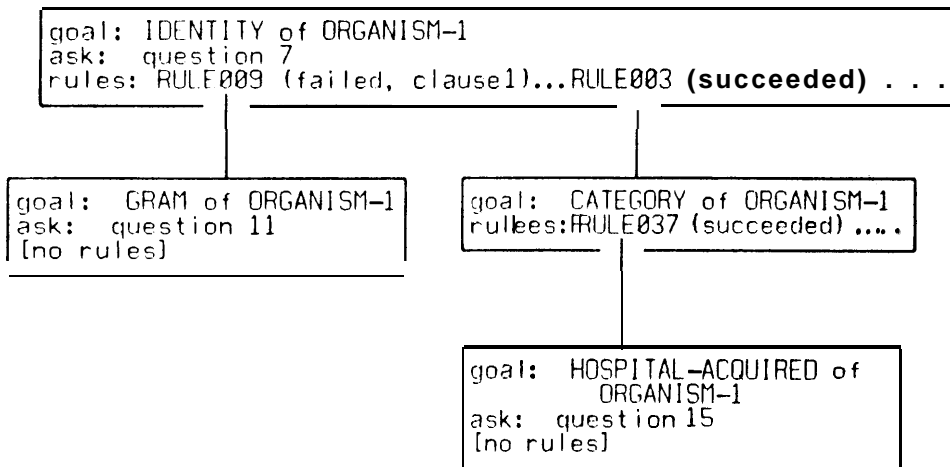 goal: IDENTITY of ORGANISM-1
ask: question 7
rules: RULE009 (failed, clause1)...RULE003 (succeeded) . . .
goal: GRAM of ORGANISM-1
ask: question 11
[no rules]
goal: CATEGORY of ORGANISM-1
rullees:FRULE037 (succeeded) .....
goal: HOSPITAL-ACQUIRED of
ORGANISM-1
ask: question 15
[no rules]